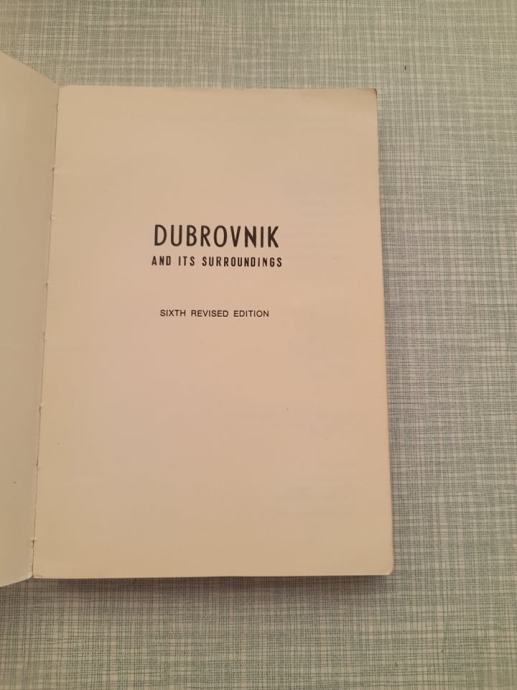 DUBROVNIK
AND ITS SURROUNDINGS
SIXTH REVISED EDITION